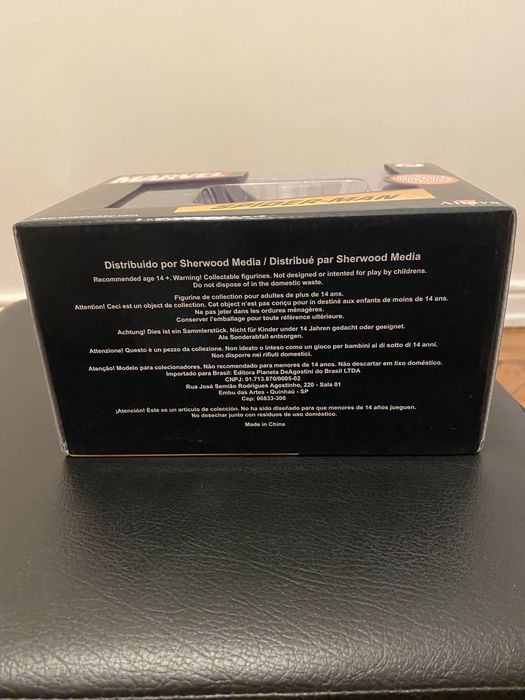 MARVEL
SPIDER-MAN
Distribuido por Sherwood Media / Distribué par Sherwood Media
Recommended age 14 +. Warning! Collectable figurines. Not designed or intented for play by childrens.
Do not dispose of in the domestic waste.
Figurine de collection pour adultes de plus de 14 ans.
Attention! Ceci est un object de collection. Cet object n'est pas conçu pour in destiné aux enfants de moins de 14 ans.
Ne pas jeter dans les ordures ménagères.
Conserver l'emballage pour toute référence ultérieure.
Achtung! Dies ist ein Sammlerstück. Nicht für Kinder unter 14 Jahren gedacht oder geeignet.
Als Sonderabfall entsorgen.
Attenzione! Questo è un pezzo da collezione. Non ideato o inteso como un gioco per bambini al di sotto di 14 anni.
Non disporre nei rifiuti domestici.
Atenção! Modelo para colecionadores. Não recomendado para menores de 14 anos. Não descartar em lixo doméstico.
Importado para Brasil: Editora Planeta DeAgostini do Brasil LTDA
CNPJ: 01.713.870/0005-02
Rua José Semião Rodrigues Agostinho, 220 - Sala 01
Embu das Artes - Quinhaú - SP
Cep: 06833-300
¡Atención! Éste es un artículo de colección. No ha sido diseñado para que menores de 14 años jueguen.
No desechar junto con residuos de uso doméstico.
Made in China